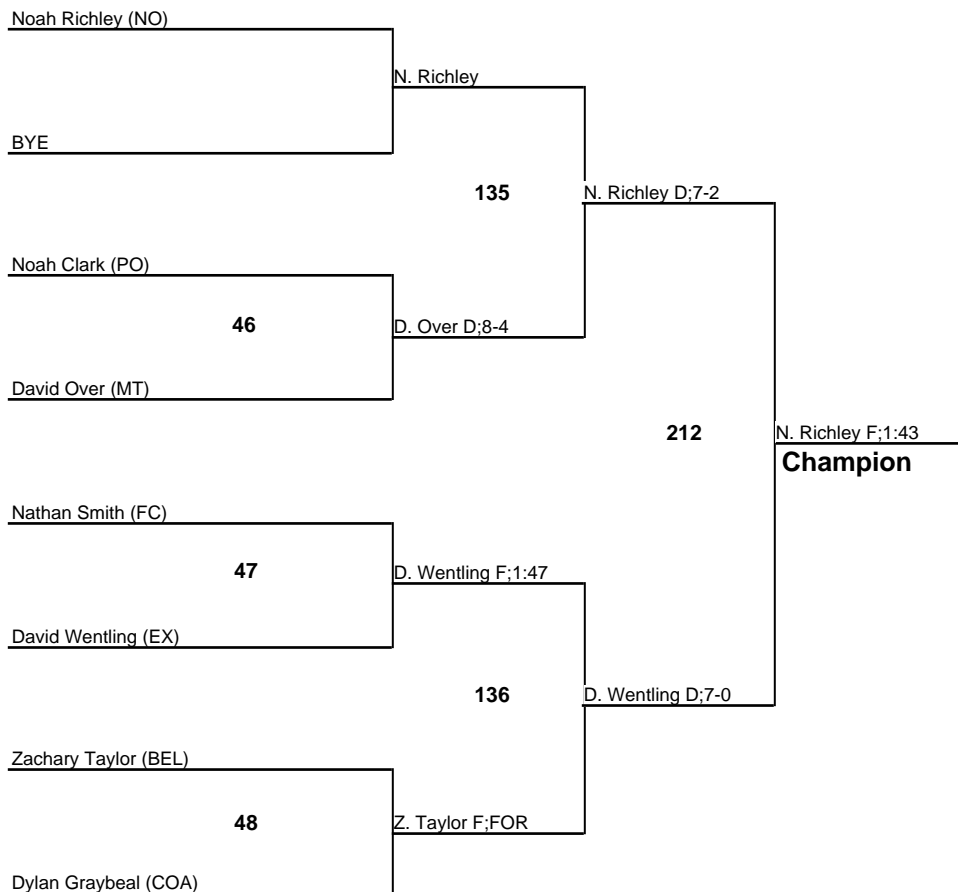 Noah Richley (NO)
N. Richley
BYE
135
N. Richley D;7-2
Noah Clark (PO)
46
D. Over D;8-4
David Over (MT)
212
N. Richley F;1:43
Champion
Nathan Smith (FC)
47
D. Wentling F;1:47
David Wentling (EX)
136
D. Wentling D;7-0
Zachary Taylor (BEL)
48
Z. Taylor F;FOR
Dylan Graybeal (COA)